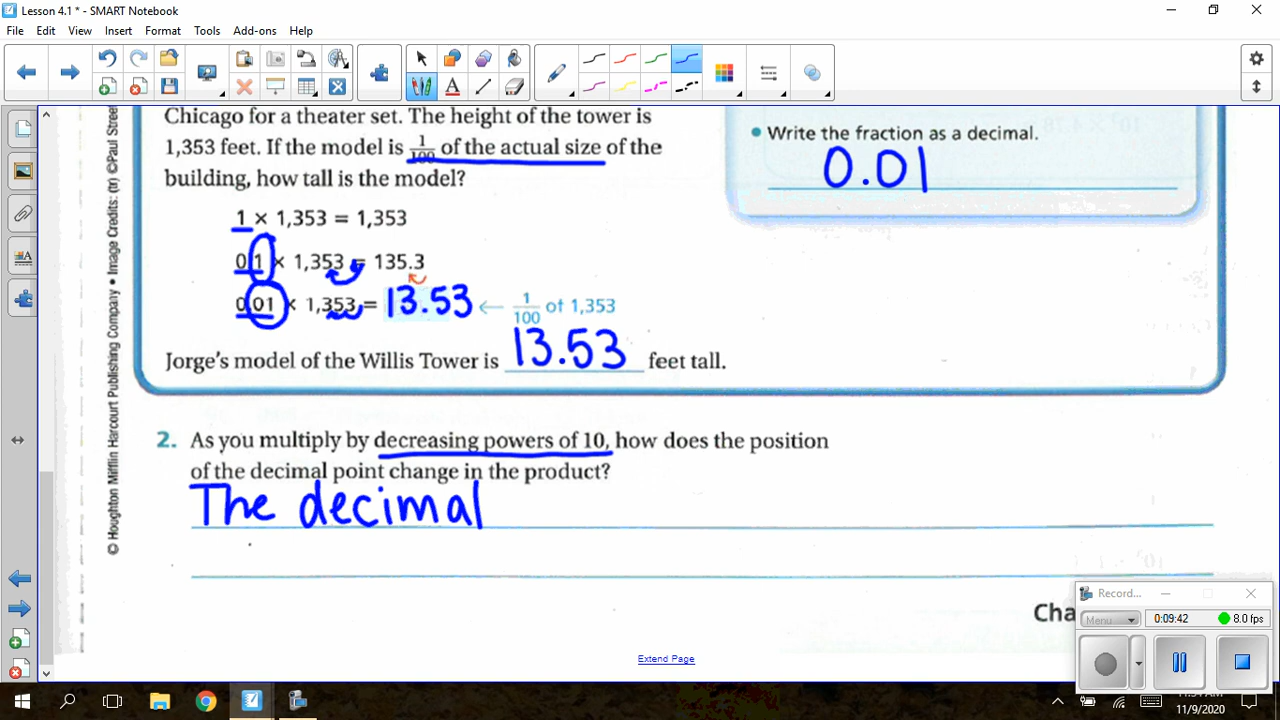 Lesson 4.1 * - SMART Notebook
File Edit View Insert Format Tools Add-ons Help
Chicago for a theater set. The height of the tower is
1,353 feet. If the model is 1/100 of the actual size of the
building, how tall is the model?
1 × 1,353 = 1,353
0.1 × 1,353 = 135.3
0.01 × 1,353 = 13.53 ← 1/100 of 1,353
Jorge's model of the Willis Tower is 13.53 feet tall.
• Write the fraction as a decimal.
0.01
2. As you multiply by decreasing powers of 10, how does the position
of the decimal point change in the product?
The decimal
© Houghton Mifflin Harcourt Publishing Company • Image Credits: (tr) ©Paul Street
Cha
Extend Page
Record...
Menu
0:09:42
8.0 fps
11/9/2020